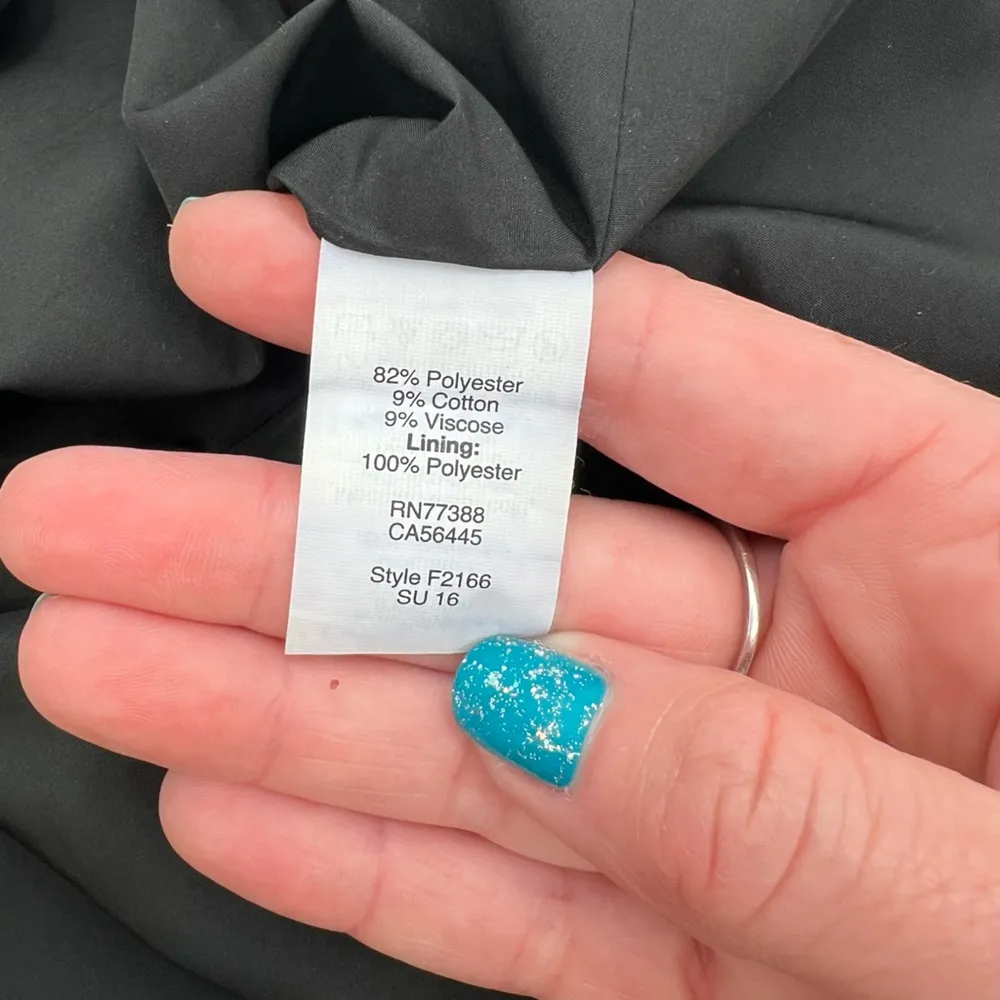 82% Polyester
9% Cotton
9% Viscose
Lining:
100% Polyester
RN77388
CA56445
Style F2166
SU 16